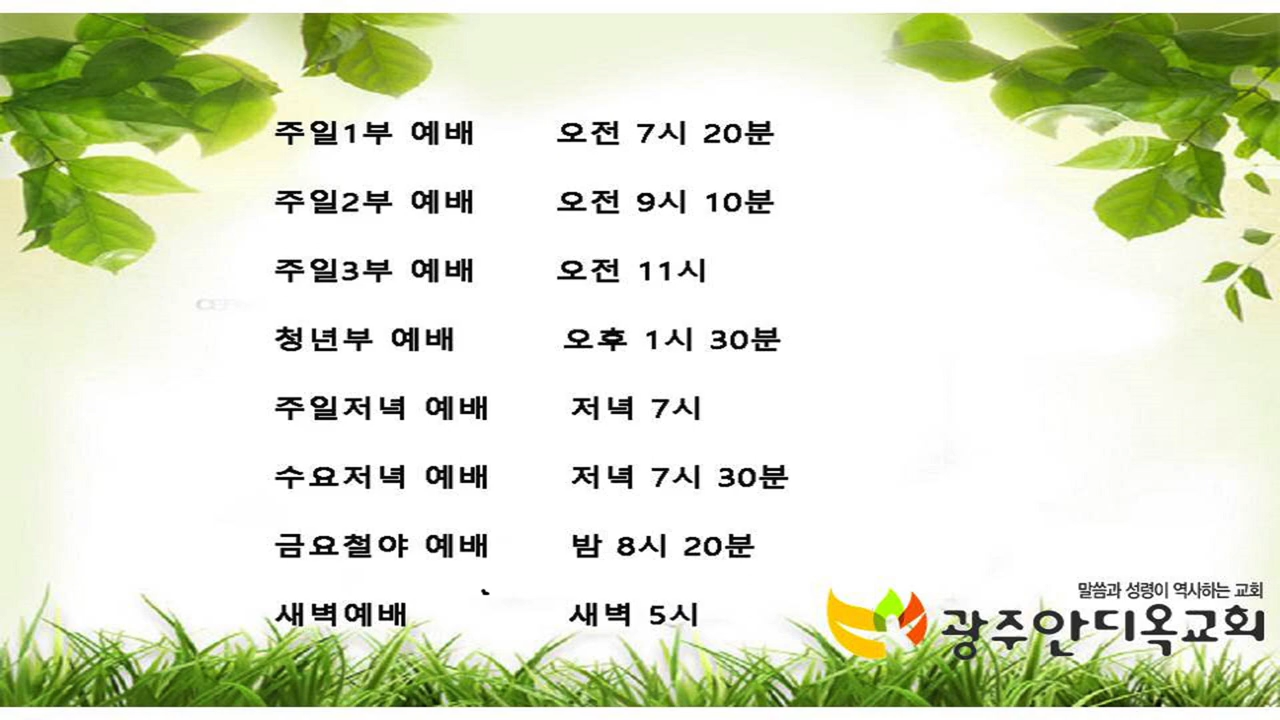 주일1부 예배 오전 7시 20분
주일2부 예배 오전 9시 10분
주일3부 예배 오전 11시
청년부 예배 오후 1시 30분
주일저녁 예배 저녁 7시
수요저녁 예배 저녁 7시 30분
금요철야 예배 밤 8시 20분
새벽예배 새벽 5시
말씀과 성령이 역사하는 교회
광주안디옥교회